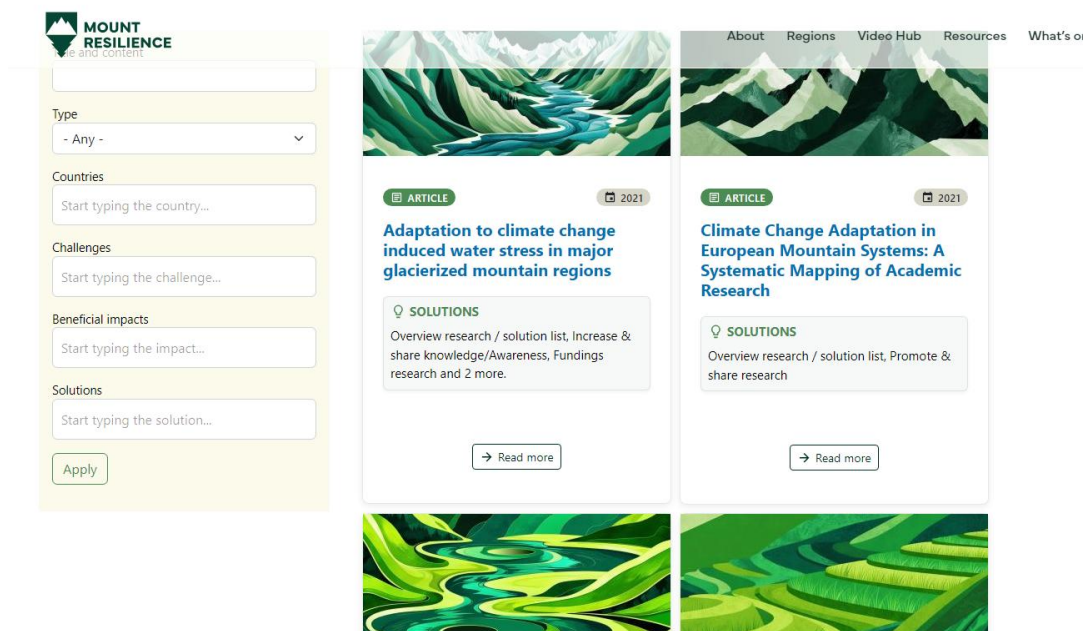 MOUNT
RESILIENCE
About Regions Video Hub Resources What's o
and content
Type
- Any -
Countries
Start typing the country...
Challenges
Start typing the challenge...
Beneficial impacts
Start typing the impact...
Solutions
Start typing the solution...
Apply
ARTICLE
2021
Adaptation to climate change
induced water stress in major
glacierized mountain regions
SOLUTIONS
Overview research / solution list, Increase &
share knowledge/Awareness, Fundings
research and 2 more.
Read more
ARTICLE
2021
Climate Change Adaptation in
European Mountain Systems: A
Systematic Mapping of Academic
Research
SOLUTIONS
Overview research / solution list, Promote &
share research
Read more